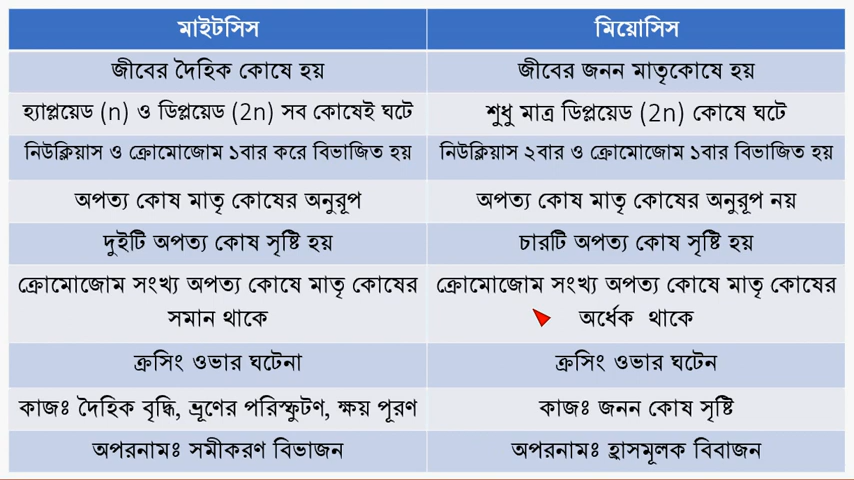 মাইটসিস
মিয়োসিস
জীবের দৈহিক কোষে হয়
জীবের জনন মাতৃকোষে হয়
হ্যাপ্লয়েড (n) ও ডিপ্লয়েড (2n) সব কোষেই ঘটে
শুধু মাত্র ডিপ্লয়েড (2n) কোষে ঘটে
নিউক্লিয়াস ও ক্রোমোজোম ১বার করে বিভাজিত হয়
নিউক্লিয়াস ২বার ও ক্রোমোজোম ১বার বিভাজিত হয়
অপত্য কোষ মাতৃ কোষের অনুরূপ
অপত্য কোষ মাতৃ কোষের অনুরূপ নয়
দুইটি অপত্য কোষ সৃষ্টি হয়
চারটি অপত্য কোষ সৃষ্টি হয়
ক্রোমোজোম সংখ্য অপত্য কোষে মাতৃ কোষের
সমান থাকে
ক্রোমোজোম সংখ্য অপত্য কোষে মাতৃ কোষের
অর্ধেক থাকে
ক্রসিং ওভার ঘটেনা
ক্রসিং ওভার ঘটেন
কাজঃ দৈহিক বৃদ্ধি, ভ্রূণের পরিস্ফুটণ, ক্ষয় পূরণ
কাজঃ জনন কোষ সৃষ্টি
অপরনামঃ সমীকরণ বিভাজন
অপরনামঃ হ্রাসমূলক বিবাজন